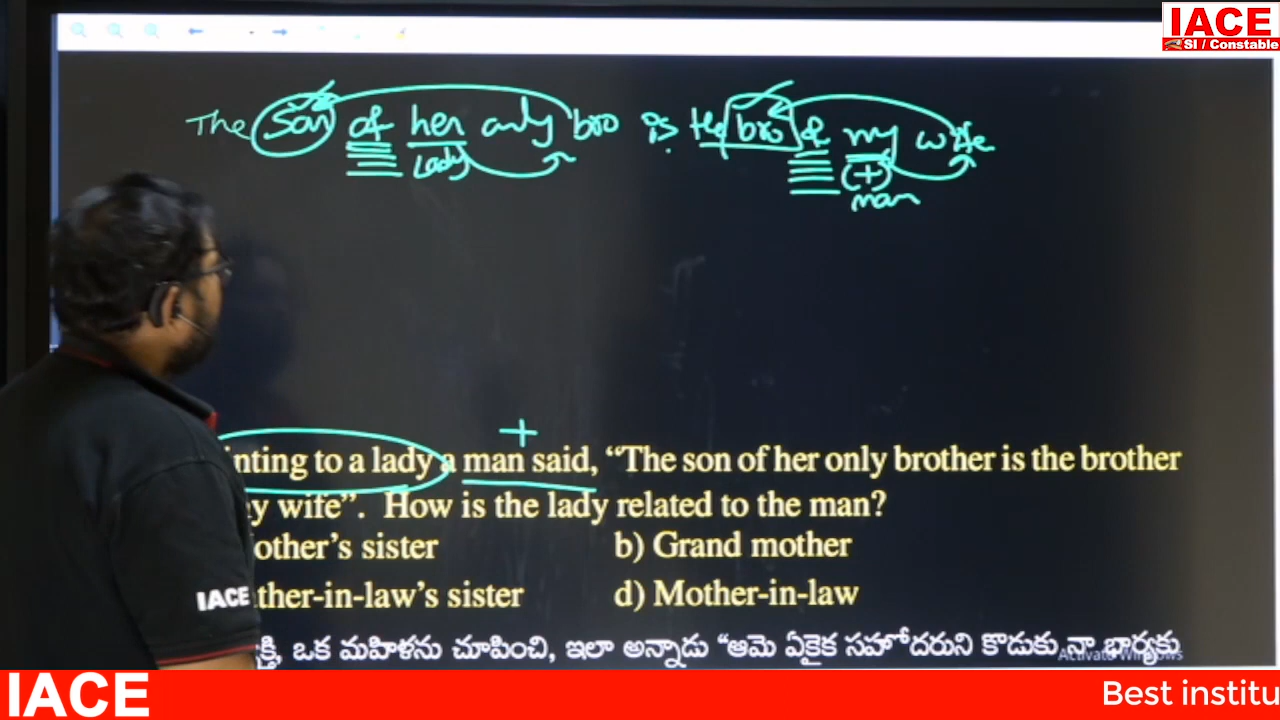 IACE
SI / Constable
The son of her only bro is the bro of my wife
Lady
(+)
man
+
inting to a lady a man said, “The son of her only brother is the brother
y wife”. How is the lady related to the man?
other’s sister
b) Grand mother
ther-in-law’s sister
d) Mother-in-law
క్తి, ఒక మహిళను చూపించి, ఇలా అన్నాడు “ఆమె ఏకైక సహోదరుని కొడుకు నా భార్యకు
Activate Windows
IACE
IACE
Best institu